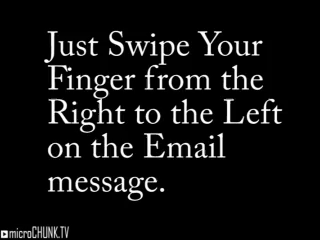 Just Swipe Your
Finger from the
Right to the Left
on the Email
message.
microCHUNK.TV